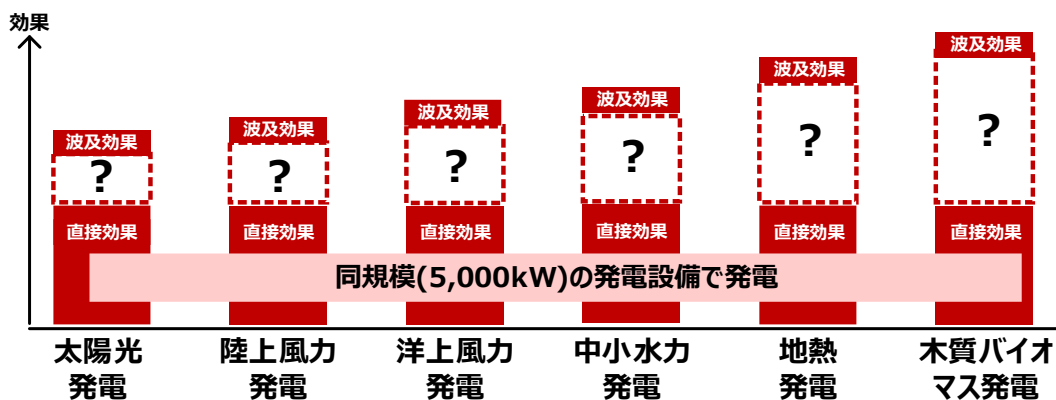 効果
波及効果
?
直接効果
波及効果
?
直接効果
波及効果
?
直接効果
波及効果
?
直接効果
波及効果
?
直接効果
波及効果
?
直接効果
同規模(5,000kW)の発電設備で発電
太陽光
発電
陸上風力
発電
洋上風力
発電
中小水力
発電
地熱
発電
木質バイオ
マス発電